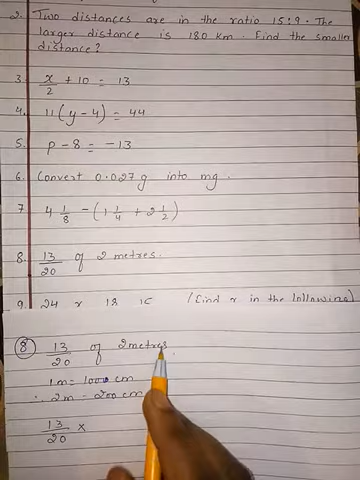 2. Two distances are in the ratio 15:9. The
larger distance is 180 km. Find the smaller
distance?
3. x/2 + 10 = 13
4. 11(y-4) = 44
5. p - 8 = -13
6. Convert 0.027g into mg.
7 4 1/8 - (1 1/4 + 2 1/2)
8. 13/20 of 2 metres.
9. 24 x 18 (Find x in the following)
8 13/20 of 2 metres
1m = 100 cm
∴ 2m = 200 cm
13/20 ×